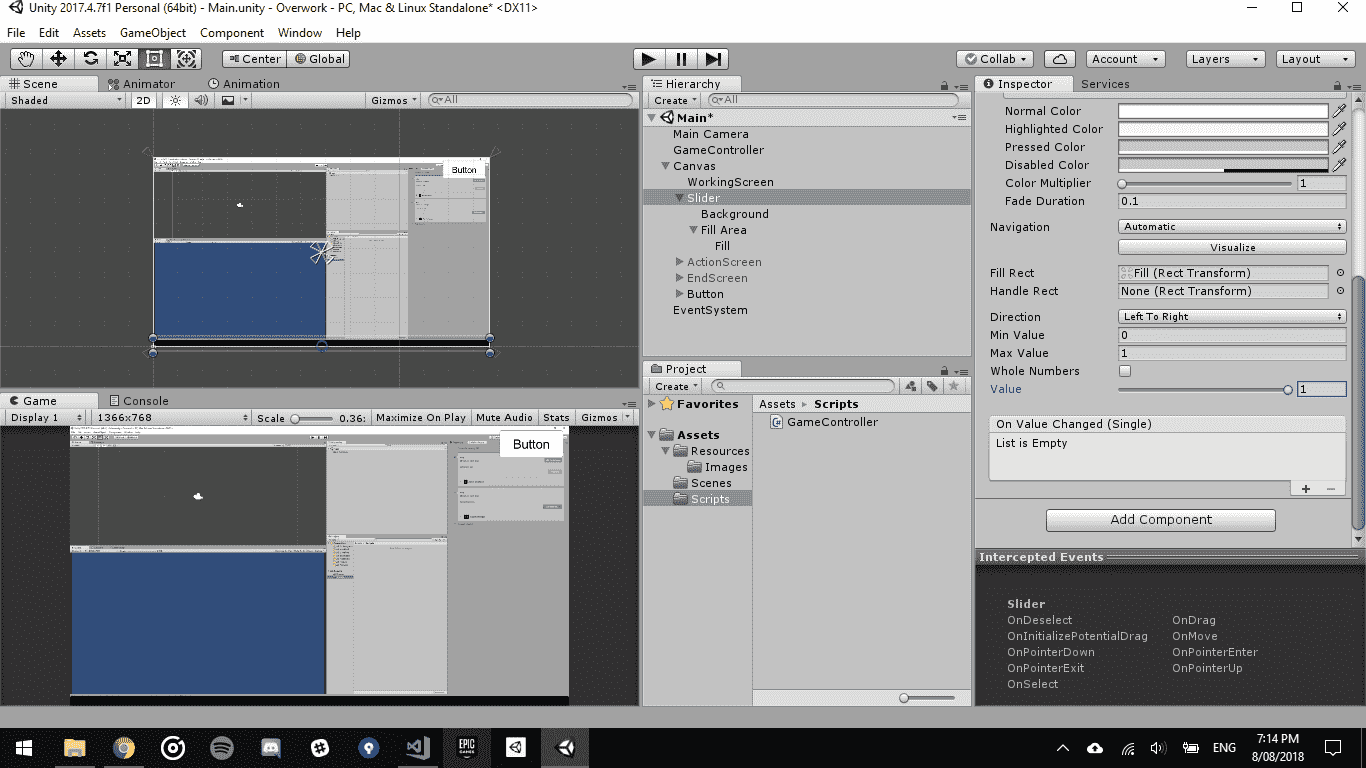 Unity 2017.4.7f1 Personal (64bit) - Main.unity - Overwork - PC, Mac & Linux Standalone* <DX11>
File Edit Assets GameObject Component Window Help
Center Global Collab Account Layers Layout
Scene Animator Animation
Shaded 2D Gizmos All
Button
Game Console
Display 1 1366x768 Scale 0.36: Maximize On Play Mute Audio Stats Gizmos
Button
Hierarchy
Create All
Main*
Main Camera
GameController
Canvas
WorkingScreen
Slider
Background
Fill Area
Fill
ActionScreen
EndScreen
Button
EventSystem
Project
Create
Favorites
Assets
Resources
Images
Scenes
Scripts
Assets Scripts
GameController
Inspector Services
Normal Color
Highlighted Color
Pressed Color
Disabled Color
Color Multiplier 1
Fade Duration 0.1
Navigation Automatic
Visualize
Fill Rect Fill (Rect Transform)
Handle Rect None (Rect Transform)
Direction Left To Right
Min Value 0
Max Value 1
Whole Numbers
Value 1
On Value Changed (Single)
List is Empty
+ −
Add Component
Intercepted Events
Slider
OnDeselect OnDrag
OnInitializePotentialDrag OnMove
OnPointerDown OnPointerEnter
OnPointerExit OnPointerUp
OnSelect
EPIC GAMES
ENG
7:14 PM
8/08/2018